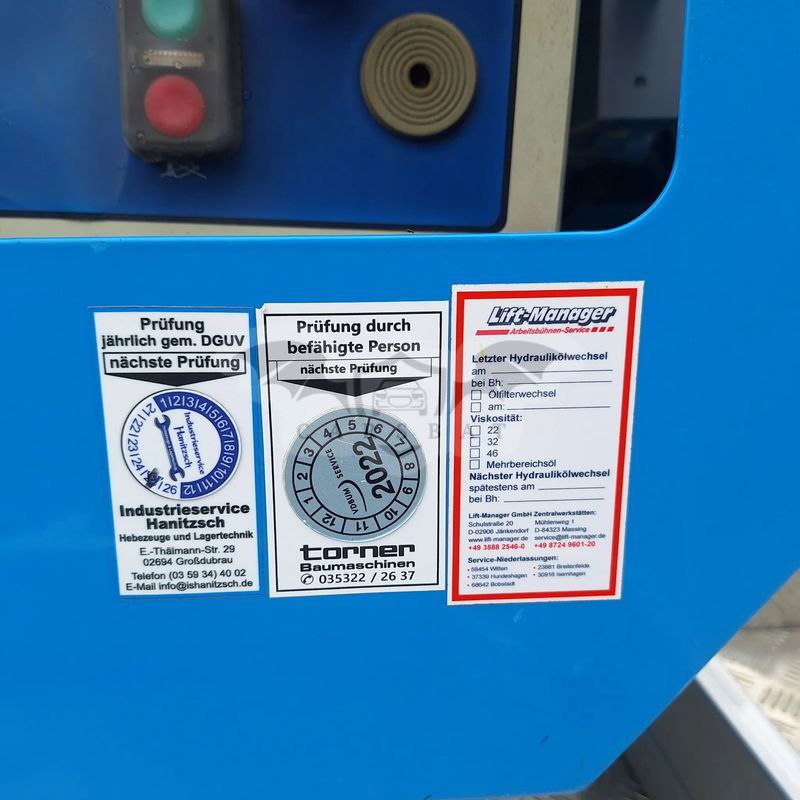 Prüfung
jährlich gem. DGUV
nächste Prüfung
1 2 3 4 5 6 7 8 9 10 11 12
21 22 23 24 26
Industrieservice
Hanitzsch
Industrieservice
Hanitzsch
Hebezeuge und Lagertechnik
E.-Thälmann-Str. 29
02694 Großdubrau
Telefon (03 59 34) 40 02
E-Mail info@ishanitzsch.de
Prüfung durch
befähigte Person
nächste Prüfung
1 2 3 4 5 6 7 8 9 10 11 12
2022
VDBUM SERVICE
torner
Baumaschinen
035322 / 26 37
Lift-Manager
Arbeitsbühnen-Service
Letzter Hydraulikölwechsel
am
bei Bh:
Ölfilterwechsel
am:
Viskosität:
22
32
46
Mehrbereichsöl
Nächster Hydraulikölwechsel
spätestens am
bei Bh:
Lift-Manager GmbH Zentralwerkstätten:
Schulstraße 20 Mühlenweg 1
D-02906 Jänkendorf D-84323 Massing
www.lift-manager.de service@lift-manager.de
+49 3588 2546-0 +49 8724 9601-20
Service-Niederlassungen:
• 58454 Witten • 23881 Breitenfelde
• 37339 Hundeshagen • 30916 Isernhagen
• 68642 Bobstadt